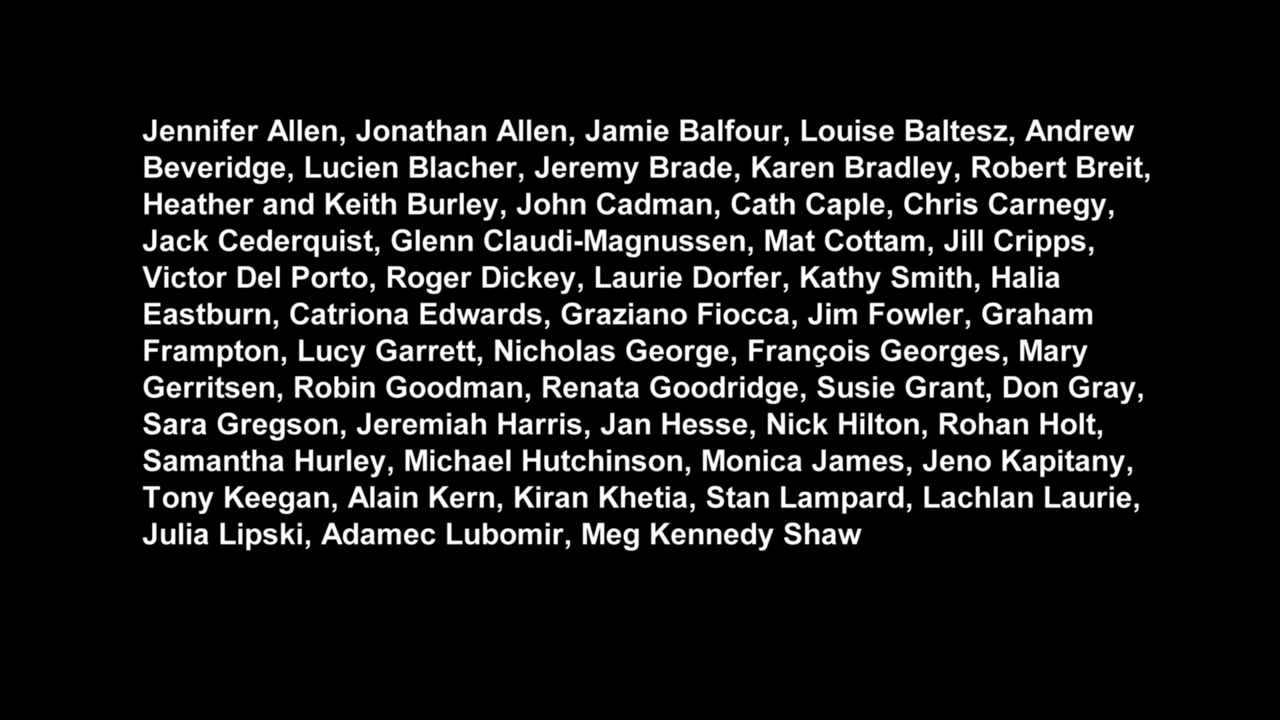 Jennifer Allen, Jonathan Allen, Jamie Balfour, Louise Baltesz, Andrew
Beveridge, Lucien Blacher, Jeremy Brade, Karen Bradley, Robert Breit,
Heather and Keith Burley, John Cadman, Cath Caple, Chris Carnegy,
Jack Cederquist, Glenn Claudi-Magnussen, Mat Cottam, Jill Cripps,
Victor Del Porto, Roger Dickey, Laurie Dorfer, Kathy Smith, Halia
Eastburn, Catriona Edwards, Graziano Fiocca, Jim Fowler, Graham
Frampton, Lucy Garrett, Nicholas George, François Georges, Mary
Gerritsen, Robin Goodman, Renata Goodridge, Susie Grant, Don Gray,
Sara Gregson, Jeremiah Harris, Jan Hesse, Nick Hilton, Rohan Holt,
Samantha Hurley, Michael Hutchinson, Monica James, Jeno Kapitany,
Tony Keegan, Alain Kern, Kiran Khetia, Stan Lampard, Lachlan Laurie,
Julia Lipski, Adamec Lubomir, Meg Kennedy Shaw